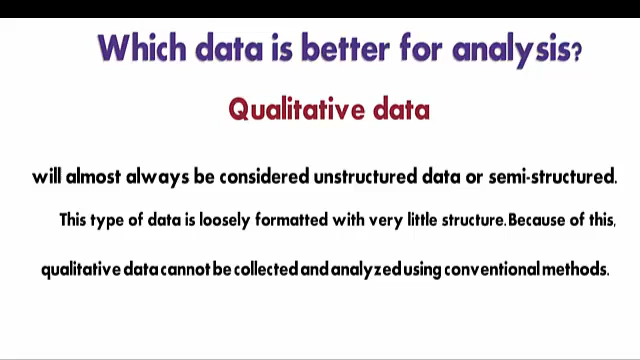 Which data is better for analysis?
Qualitative data
will almost always be considered unstructured data or semi-structured.
This type of data is loosely formatted with very little structure.Because of this,
qualitative data cannot be collected and analyzed using conventional methods.